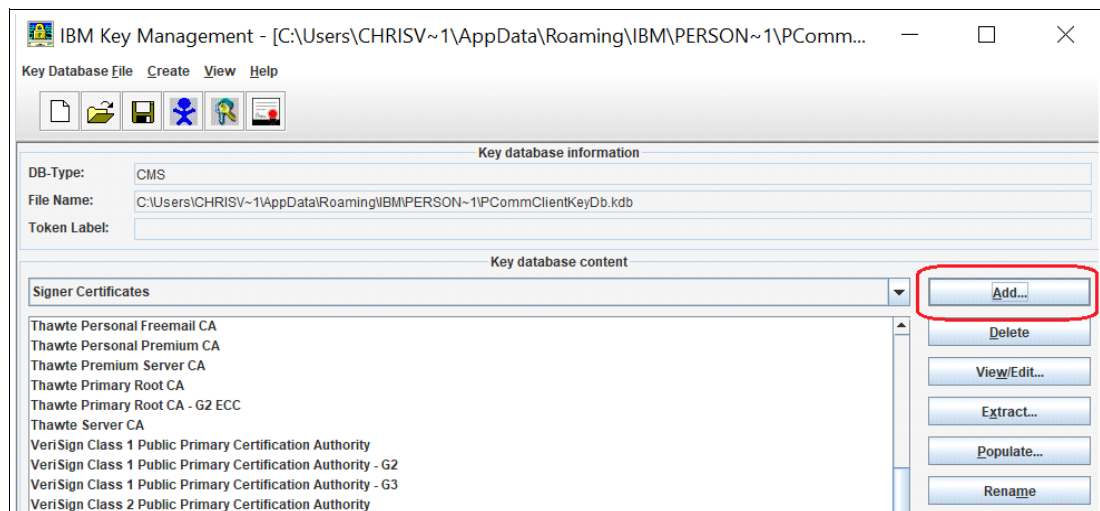 IBM Key Management - [C:\Users\CHRISV~1\AppData\Roaming\IBM\PERSON~1\PComm...
Key Database File Create View Help
Key database information
DB-Type: CMS
File Name: C:\Users\CHRISV~1\AppData\Roaming\IBM\PERSON~1\PCommClientKeyDb.kdb
Token Label:
Key database content
Signer Certificates
Add...
Thawte Personal Freemail CA
Thawte Personal Premium CA
Delete
Thawte Premium Server CA
View/Edit...
Thawte Primary Root CA
Thawte Primary Root CA - G2 ECC
Extract...
Thawte Server CA
VeriSign Class 1 Public Primary Certification Authority
Populate...
VeriSign Class 1 Public Primary Certification Authority - G2
VeriSign Class 1 Public Primary Certification Authority - G3
Rename
VeriSign Class 2 Public Primary Certification Authority